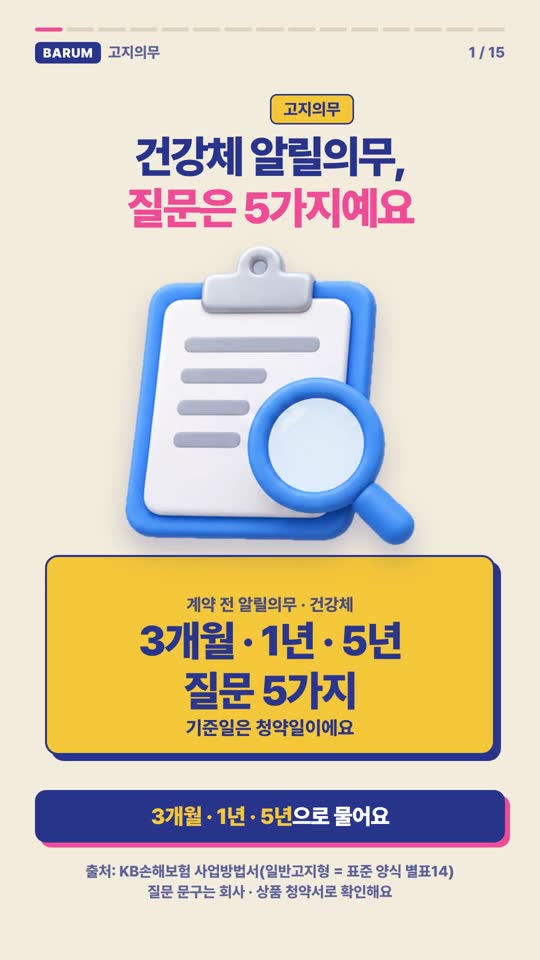 BARUM 고지의무 1 / 15
고지의무
건강체 알릴의무,
질문은 5가지예요
계약 전 알릴의무 · 건강체
3개월 · 1년 · 5년
질문 5가지
기준일은 청약일이에요
3개월 · 1년 · 5년으로 물어요
출처: KB손해보험 사업방법서(일반고지형 = 표준 양식 별표14)
질문 문구는 회사 · 상품 청약서로 확인해요